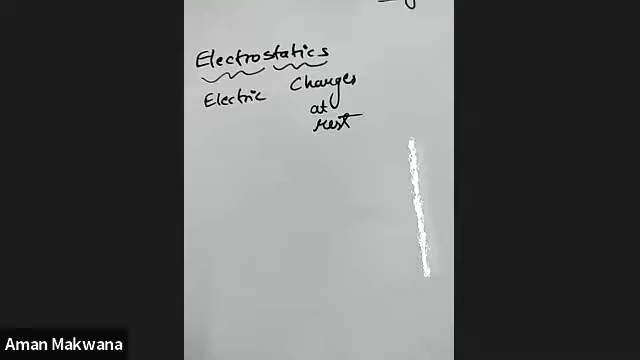 Electrostatics
Electric Charges
at
rest
Aman Makwana